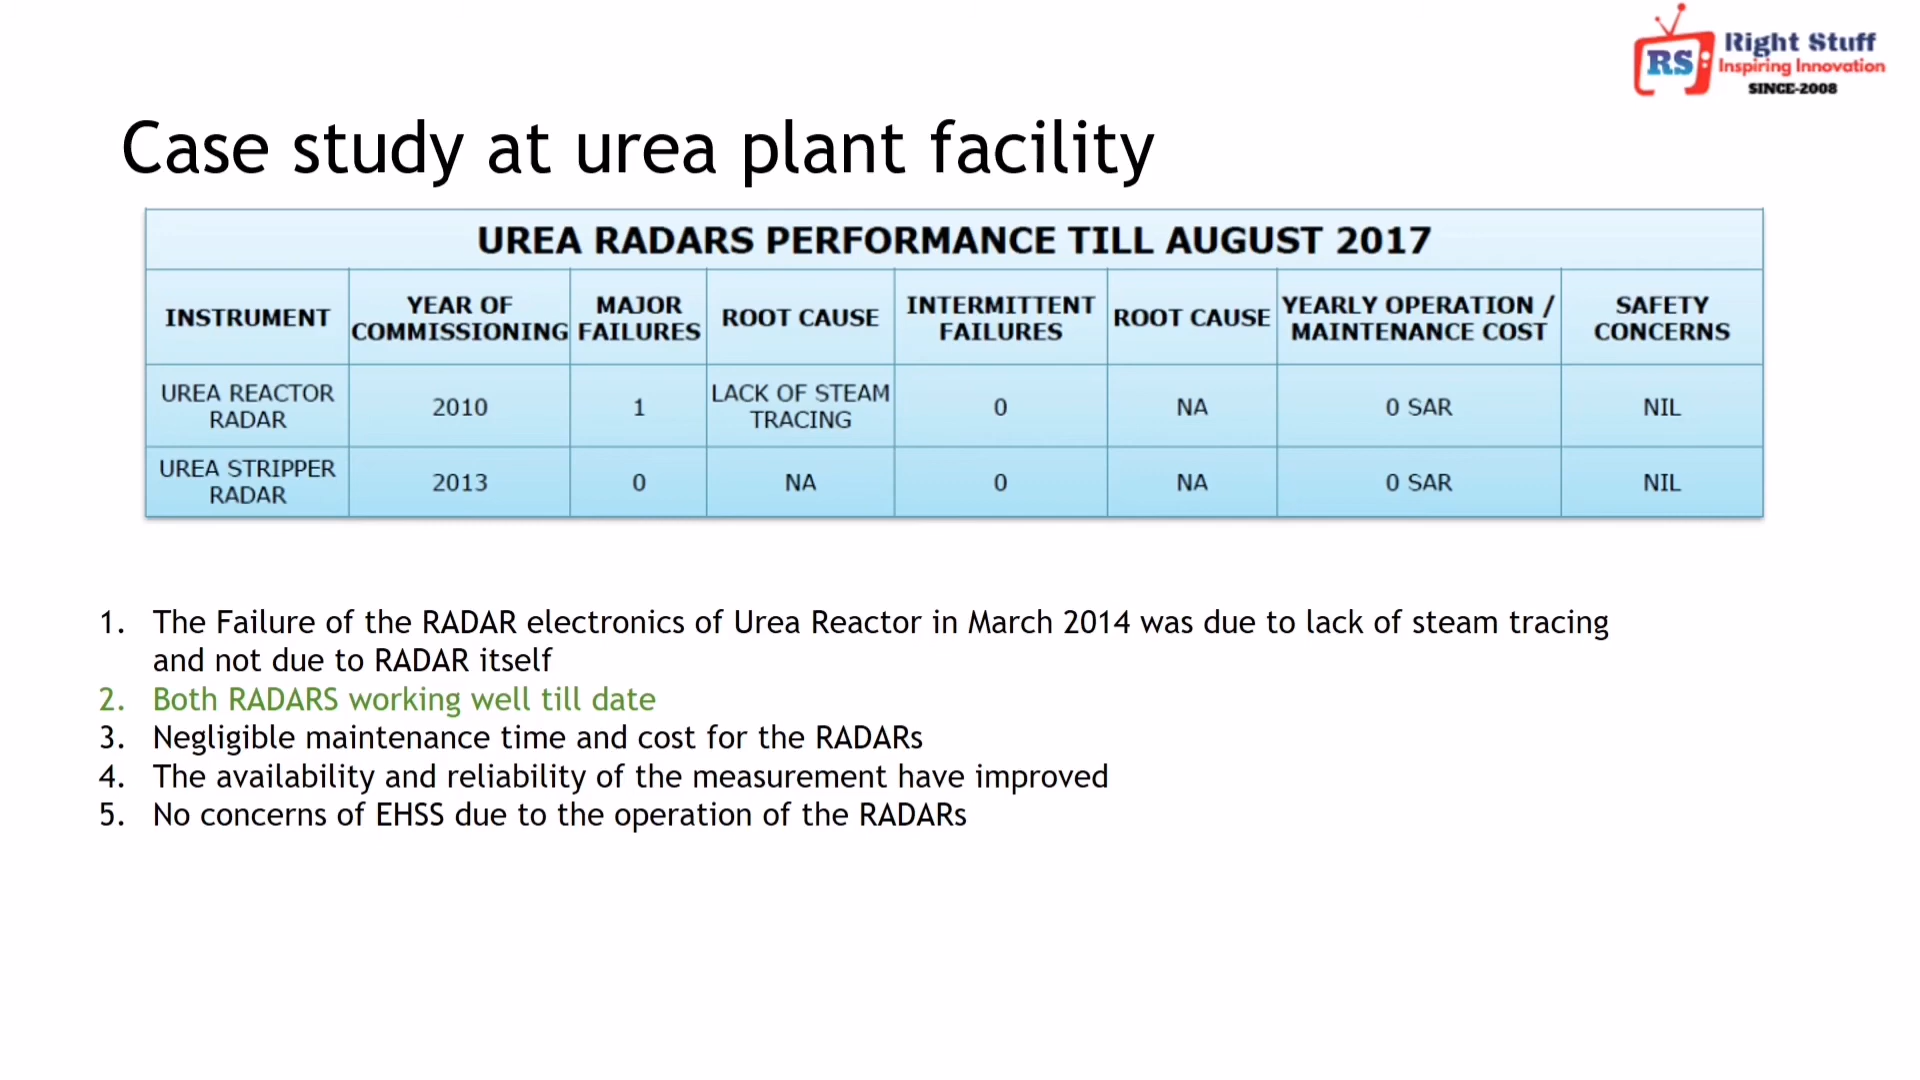 RS Right Stuff
Inspiring Innovation
SINCE-2008
Case study at urea plant facility
UREA RADARS PERFORMANCE TILL AUGUST 2017
INSTRUMENT YEAR OF COMMISSIONING MAJOR FAILURES ROOT CAUSE INTERMITTENT FAILURES ROOT CAUSE YEARLY OPERATION / MAINTENANCE COST SAFETY CONCERNS
UREA REACTOR RADAR 2010 1 LACK OF STEAM TRACING 0 NA 0 SAR NIL
UREA STRIPPER RADAR 2013 0 NA 0 NA 0 SAR NIL
1. The Failure of the RADAR electronics of Urea Reactor in March 2014 was due to lack of steam tracing
and not due to RADAR itself
2. Both RADARS working well till date
3. Negligible maintenance time and cost for the RADARs
4. The availability and reliability of the measurement have improved
5. No concerns of EHSS due to the operation of the RADARs